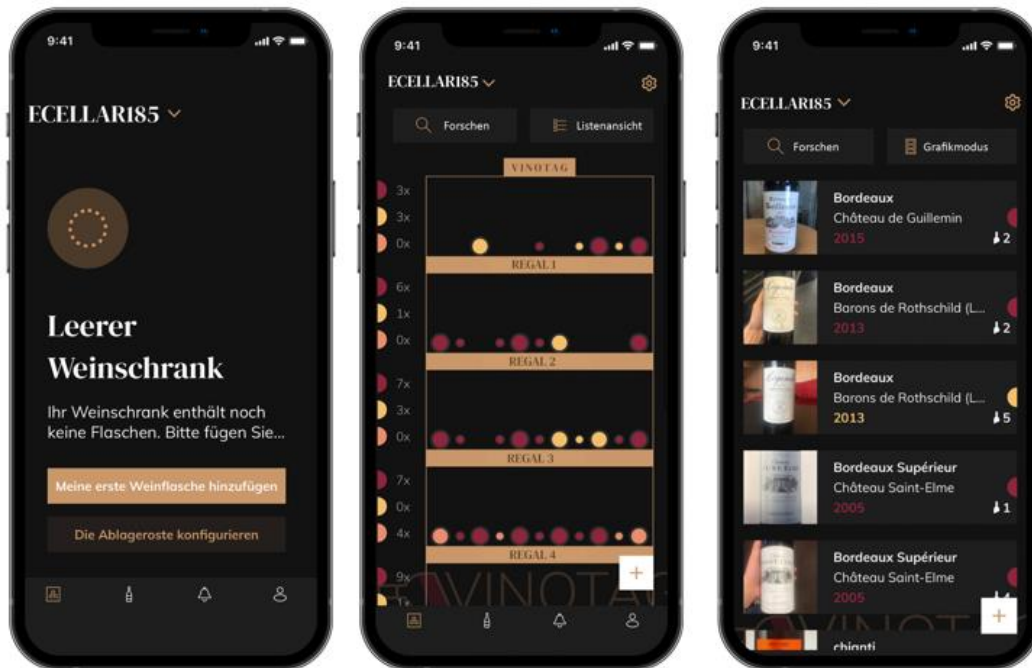 9:41
ECELLAR185
Leerer
Weinschrank
Ihr Weinschrank enthält noch
keine Flaschen. Bitte fügen Sie...
Meine erste Weinflasche hinzufügen
Die Ablageroste konfigurieren
9:41
ECELLAR185
Forschen
Listenansicht
VINOTAG
3x
3x
0x
REGAL 1
6x
1x
0x
REGAL 2
7x
3x
0x
REGAL 3
7x
0x
4x
REGAL 4
+
9x
VINOTAG
9:41
ECELLAR185
Forschen
Grafikmodus
Bordeaux
Château de Guillemin
2015
2
Bordeaux
Barons de Rothschild (L...
2013
2
Bordeaux
Barons de Rothschild (L...
2013
5
Bordeaux Supérieur
Château Saint-Elme
2005
1
Bordeaux Supérieur
Château Saint-Elme
2005
+
chianti